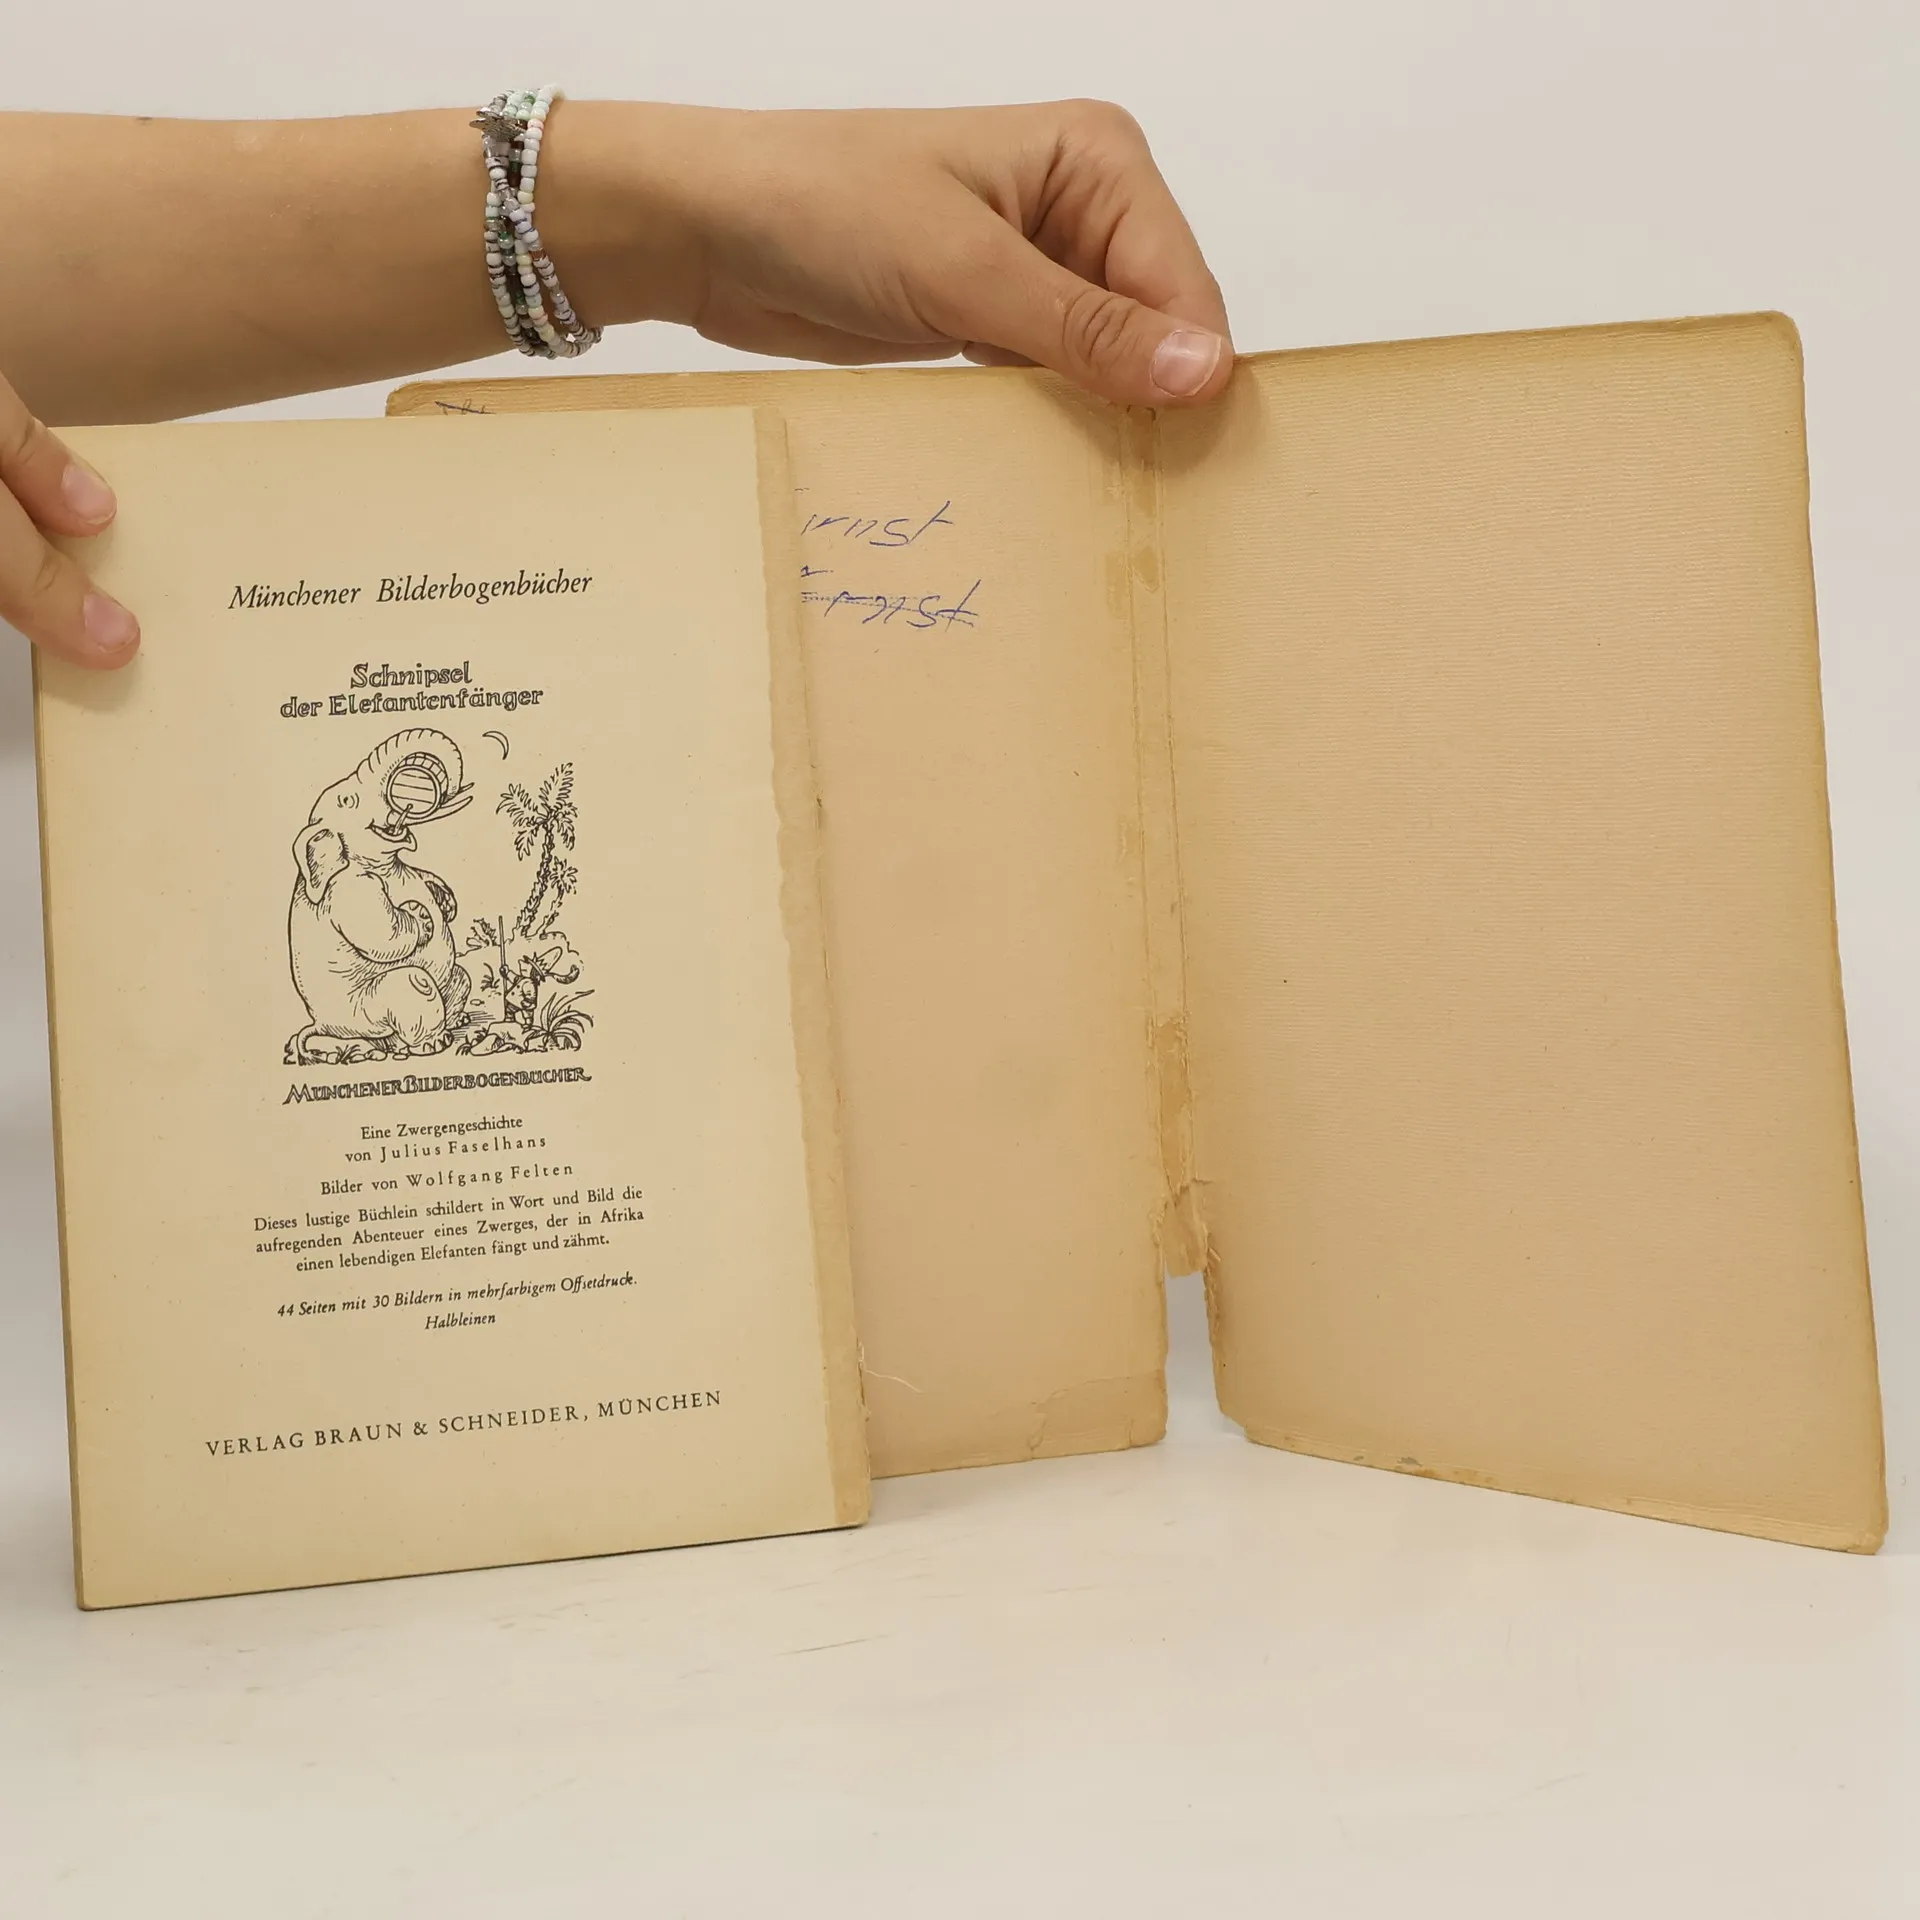 Münchener Bilderbogenbücher
Schnipsel
der Elefantenfänger
MÜNCHENER BILDERBOGENBÜCHER
Eine Zwergengeschichte
von Julius Faselhans
Bilder von Wolfgang Felten
Dieses lustige Büchlein schildert in Wort und Bild die
aufregenden Abenteuer eines Zwerges, der in Afrika
einen lebendigen Elefanten fängt und zähmt.
44 Seiten mit 30 Bildern in mehrfarbigem Offsetdruck.
Halbleinen
VERLAG BRAUN & SCHNEIDER, MÜNCHEN